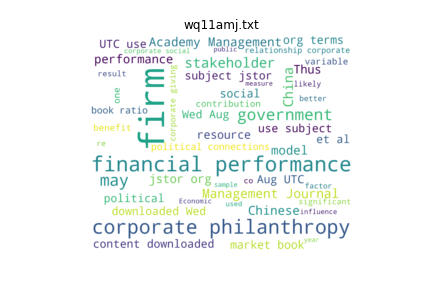 wq11amj.txt
UTC use Academy Management org terms
corporate social public relationship corporate
performance stakeholder variable
result firm corporate giving subject jstor measure China Thus likely
one social better
book ratio contribution Wed Aug government
benefit resource use subject et al
re political connections model
financial performance
may jstor org sample co Aug UTC factor
political Management Journal
Economic used significant
downloaded Wed Chinese influence
corporate philanthropy
content downloaded market book year